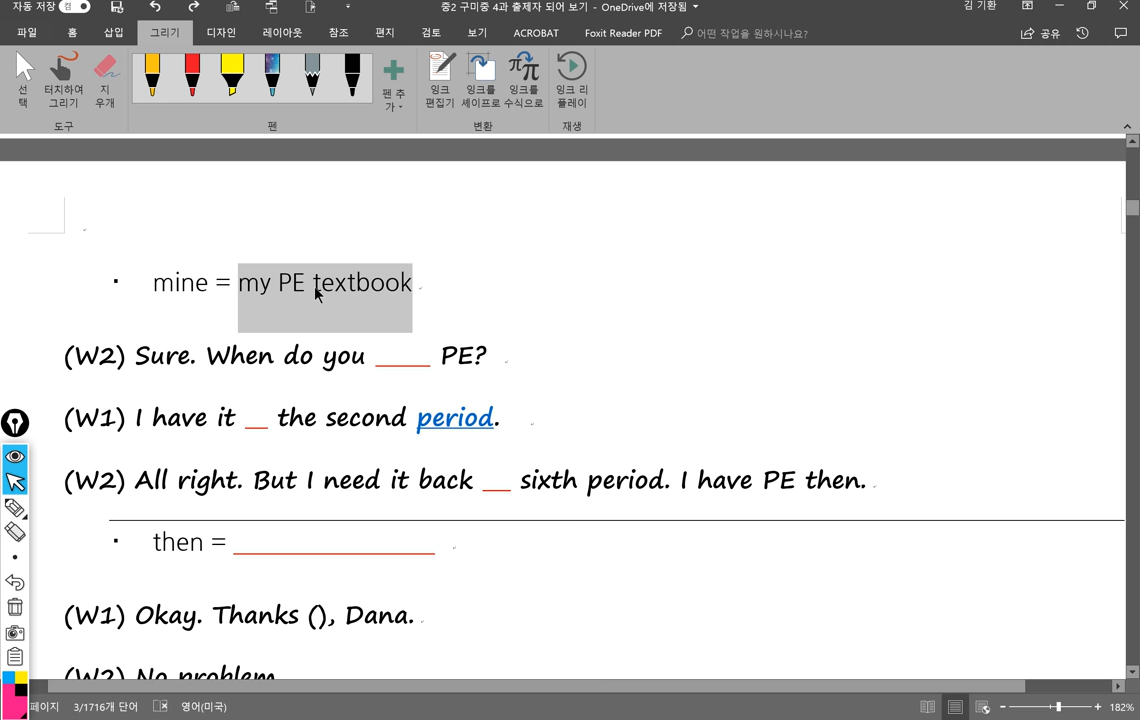 자동 저장 컴 중2 구미중 4과 출제자 되어 보기 - OneDrive에 저장됨 김 기환
파일 홈 삽입 그리기 디자인 레이아웃 참조 편지 검토 보기 ACROBAT Foxit Reader PDF 어떤 작업을 원하시나요? 공유
선택 터치하여 그리기 지우개 펜 추가 잉크 편집기 잉크를 셰이프로 잉크를 수식으로 잉크 리플레이
도구 펜 변환 재생
· mine = my PE textbook
(W2) Sure. When do you _____ PE?
(W1) I have it __ the second period.
(W2) All right. But I need it back ___ sixth period. I have PE then.
· then = ____________________
(W1) Okay. Thanks (), Dana.
(W2) No problem.
페이지 3/1716개 단어 영어(미국) 182%